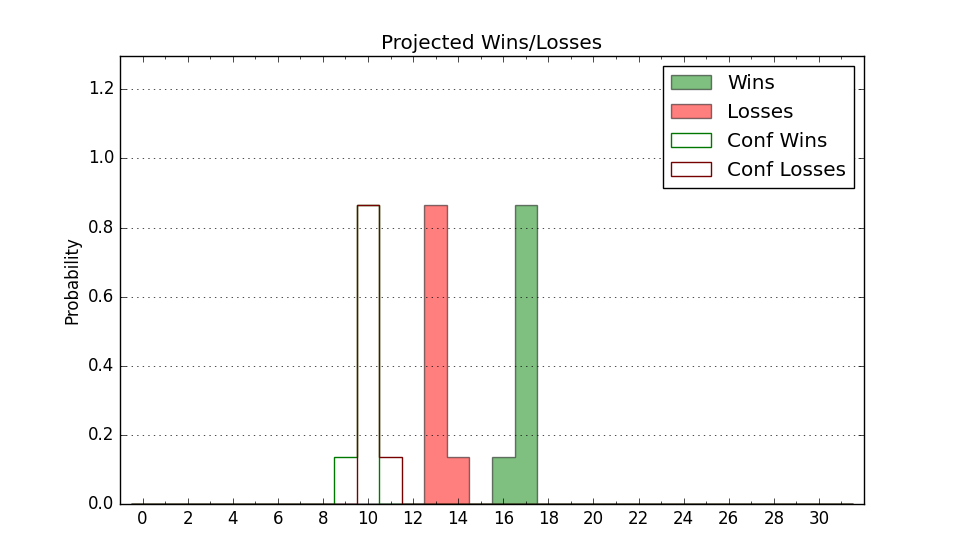 Projected Wins/Losses
Wins
Losses
Conf Wins
Conf Losses
Probability
1.2
1.0
0.8
0.6
0.4
0.2
0.0
0 2 4 6 8 10 12 14 16 18 20 22 24 26 28 30